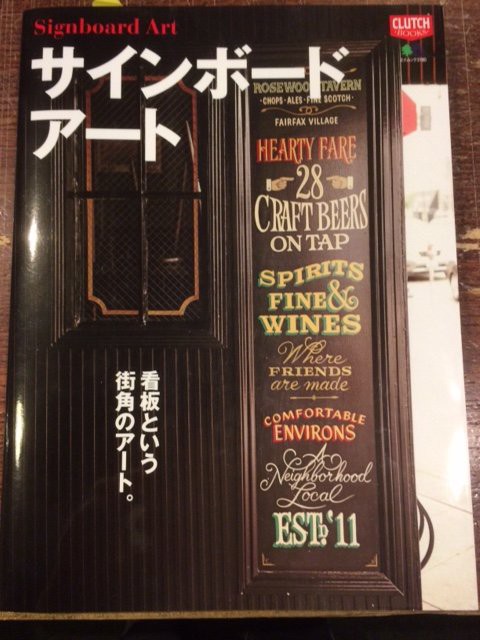 Signboard Art
サインボード
アート
CLUTCH
BOOKS
ROSEWOOD TAVERN
·CHOPS·ALES·FINE SCOTCH·
FAIRFAX VILLAGE
HEARTY FARE
28
CRAFT BEERS
ON TAP
SPIRITS
FINE &
WINES
Where
FRIENDS
are made
COMFORTABLE
ENVIRONS
A
Neighborhood
Local
ESTD. '11
看板という
街角のアート。